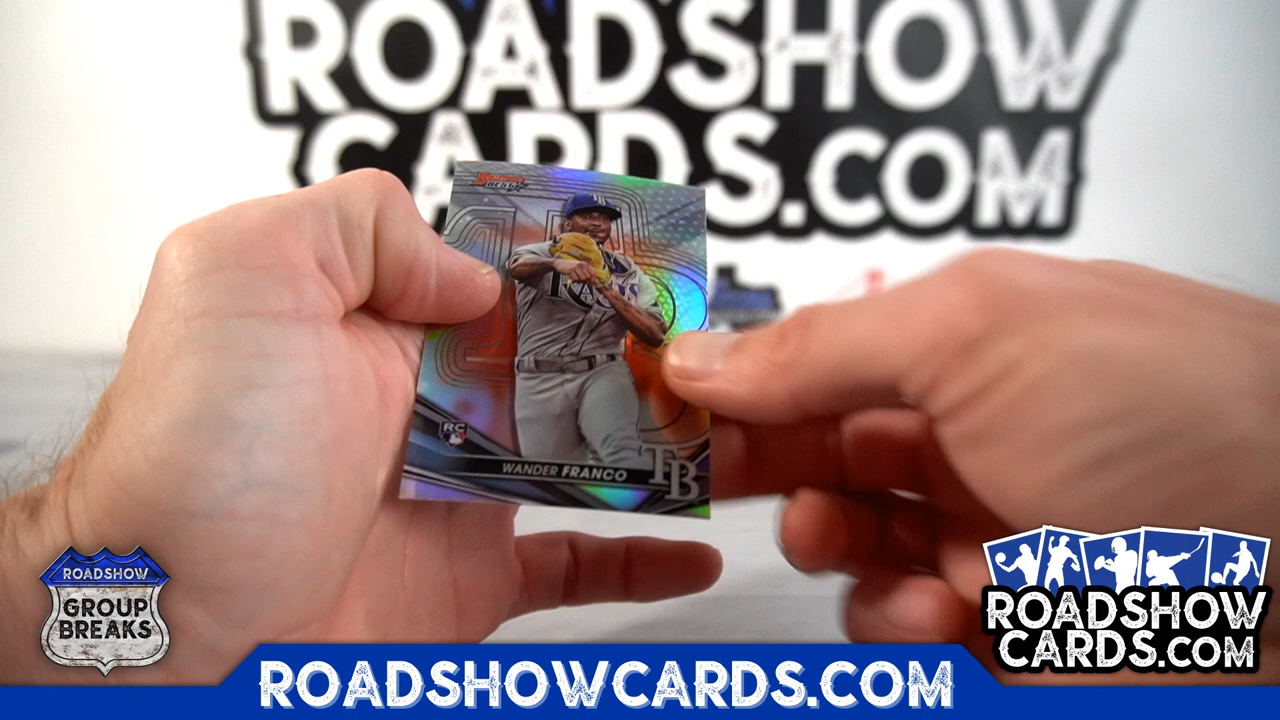 ROADSHOW
CARDS.COM
BOWMAN'S
BEST
RAYS
RC
WANDER FRANCO
TB
ROADSHOW
GROUP
BREAKS
ROADSHOW
CARDS.COM
ROADSHOWCARDS.COM